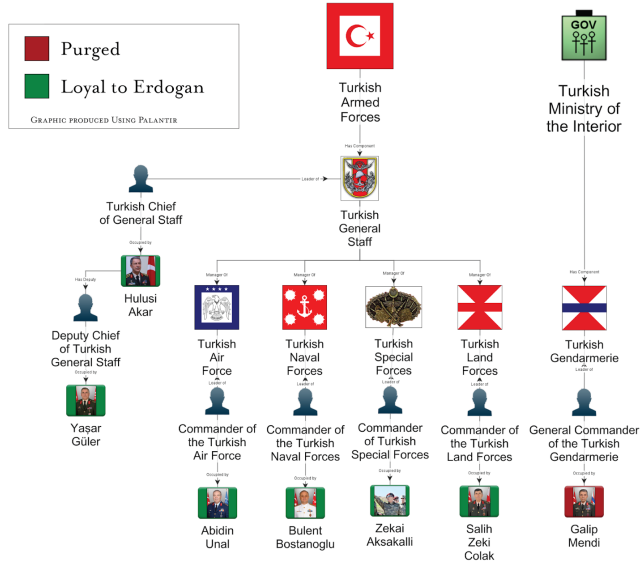 Purged
Loyal to Erdogan
Graphic produced Using Palantir
Turkish
Armed
Forces
GOV
Turkish
Ministry of
the Interior
Has Component
Leader of
Turkish Chief
of General Staff
Turkish
General
Staff
Occupied by
Hulusi
Akar
Has Deputy
Deputy Chief
of Turkish
General Staff
Occupied by
Yaşar
Güler
Manager Of
Manager Of
Manager Of
Manager Of
Has Component
Turkish
Air
Force
Turkish
Naval
Forces
Turkish
Special
Forces
Turkish
Land
Forces
Turkish
Gendarmerie
Leader of
Leader of
Leader of
Leader of
Leader of
Commander of
the Turkish
Air Force
Commander of
the Turkish
Naval Forces
Commander
of Turkish
Special Forces
Commander of
the Turkish
Land Forces
General Commander
of the Turkish
Gendarmerie
Occupied by
Occupied by
Occupied by
Occupied by
Occupied by
Abidin
Unal
Bulent
Bostanoglu
Zekai
Aksakalli
Salih
Zeki
Colak
Galip
Mendi